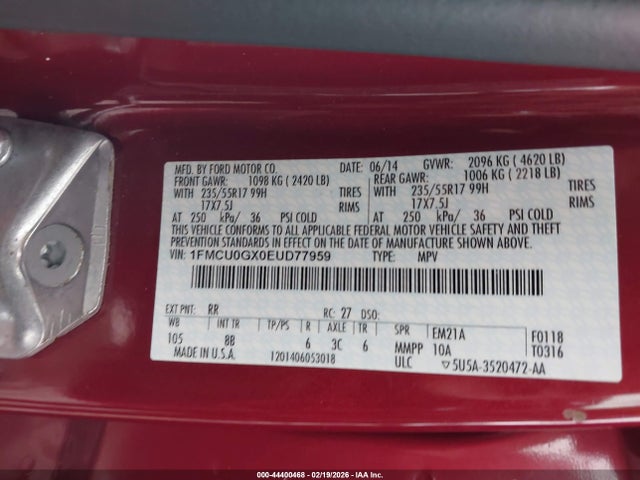 MFD. BY FORD MOTOR CO. DATE: 06/14 GVWR: 2096 KG ( 4620 LB)
FRONT GAWR: 1098 KG ( 2420 LB) REAR GAWR: 1006 KG ( 2218 LB)
WITH 235/55R17 99H TIRES WITH 235/55R17 99H TIRES
17X7.5J RIMS 17X7.5J RIMS
AT 250 kPa/ 36 PSI COLD AT 250 kPa/ 36 PSI COLD
THIS VEHICLE CONFORMS TO ALL APPLICABLE FEDERAL MOTOR VEHICLE SAFETY AND THEFT
PREVENTION STANDARDS IN EFFECT ON THE DATE OF MANUFACTURE SHOWN ABOVE.
VIN: 1FMCU0GX0EUD77959 TYPE: MPV
EXT PNT: RR RC: 27 DSO:
WB INT TR TP/PS R AXLE TR SPR EM21A F0118
105 8B 6 3C 6 MMPP 10A T0316
MADE IN U.S.A. 1201406053018 ULC ▽5U5A-3520472-AA
000-44400468 - 02/19/2026 - IAA Inc.